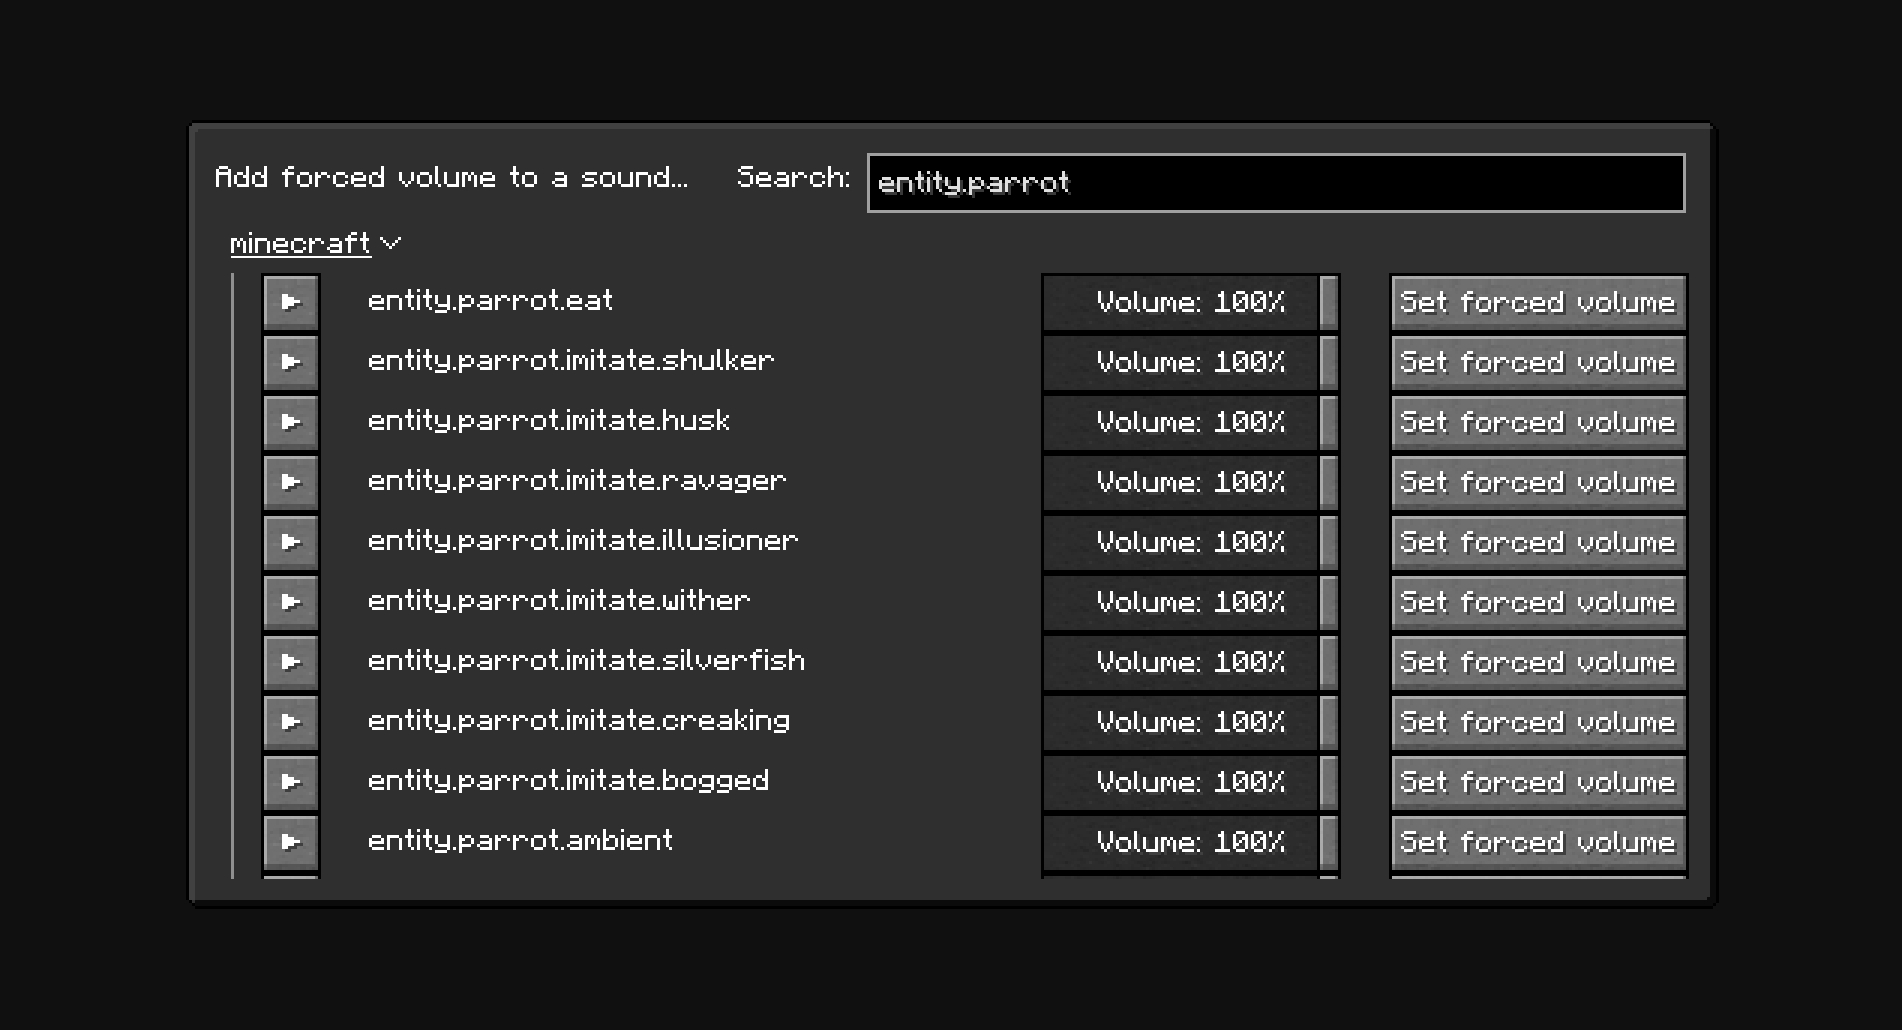 Add forced volume to a sound... Search: entity.parrot
minecraft
entity.parrot.eat Volume: 100% Set forced volume
entity.parrot.imitate.shulker Volume: 100% Set forced volume
entity.parrot.imitate.husk Volume: 100% Set forced volume
entity.parrot.imitate.ravager Volume: 100% Set forced volume
entity.parrot.imitate.illusioner Volume: 100% Set forced volume
entity.parrot.imitate.wither Volume: 100% Set forced volume
entity.parrot.imitate.silverfish Volume: 100% Set forced volume
entity.parrot.imitate.creaking Volume: 100% Set forced volume
entity.parrot.imitate.bogged Volume: 100% Set forced volume
entity.parrot.ambient Volume: 100% Set forced volume